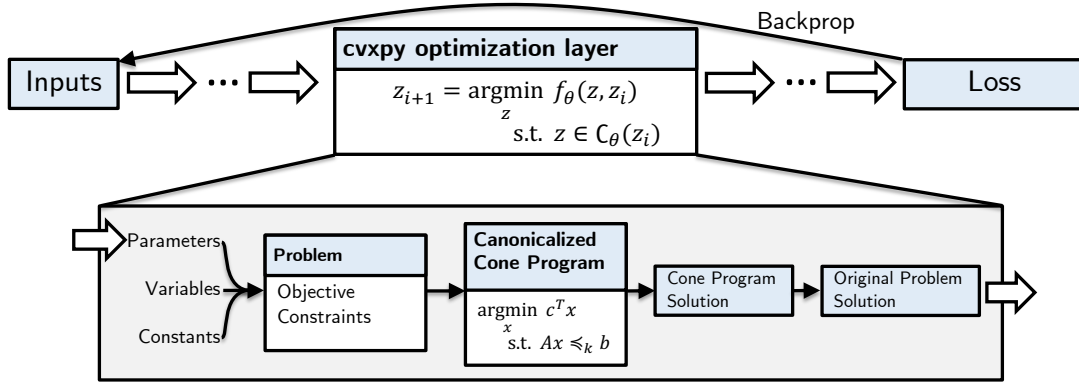 Backprop
Inputs
...
cvxpy optimization layer
z_{i+1} = argmin f_θ(z, z_i)
z
s.t. z ∈ C_θ(z_i)
...
Loss
Parameters
Variables
Constants
Problem
Objective
Constraints
Canonicalized
Cone Program
argmin c^T x
x
s.t. Ax ≼_k b
Cone Program
Solution
Original Problem
Solution